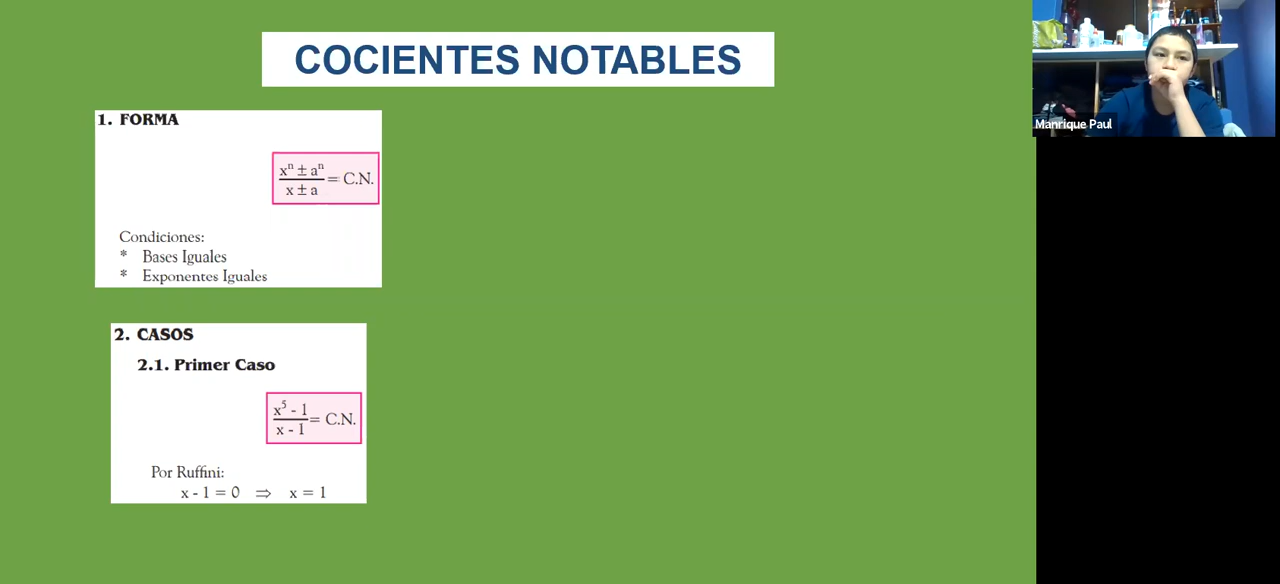 COCIENTES NOTABLES
1. FORMA
xⁿ ± aⁿ
x ± a
= C.N.
Condiciones:
* Bases Iguales
* Exponentes Iguales
2. CASOS
2.1. Primer Caso
x⁵ - 1
x - 1
= C.N.
Por Ruffini:
x - 1 = 0 ⇒ x = 1
Manrique Paul